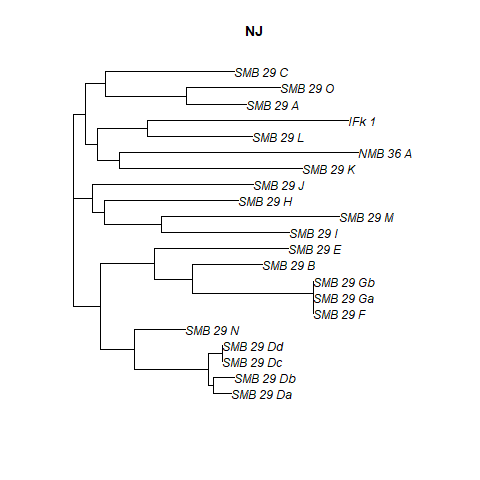 NJ
SMB 29 C
SMB 29 O
SMB 29 A
IFk 1
SMB 29 L
NMB 36 A
SMB 29 K
SMB 29 J
SMB 29 H
SMB 29 M
SMB 29 I
SMB 29 E
SMB 29 B
SMB 29 Gb
SMB 29 Ga
SMB 29 F
SMB 29 N
SMB 29 Dd
SMB 29 Dc
SMB 29 Db
SMB 29 Da